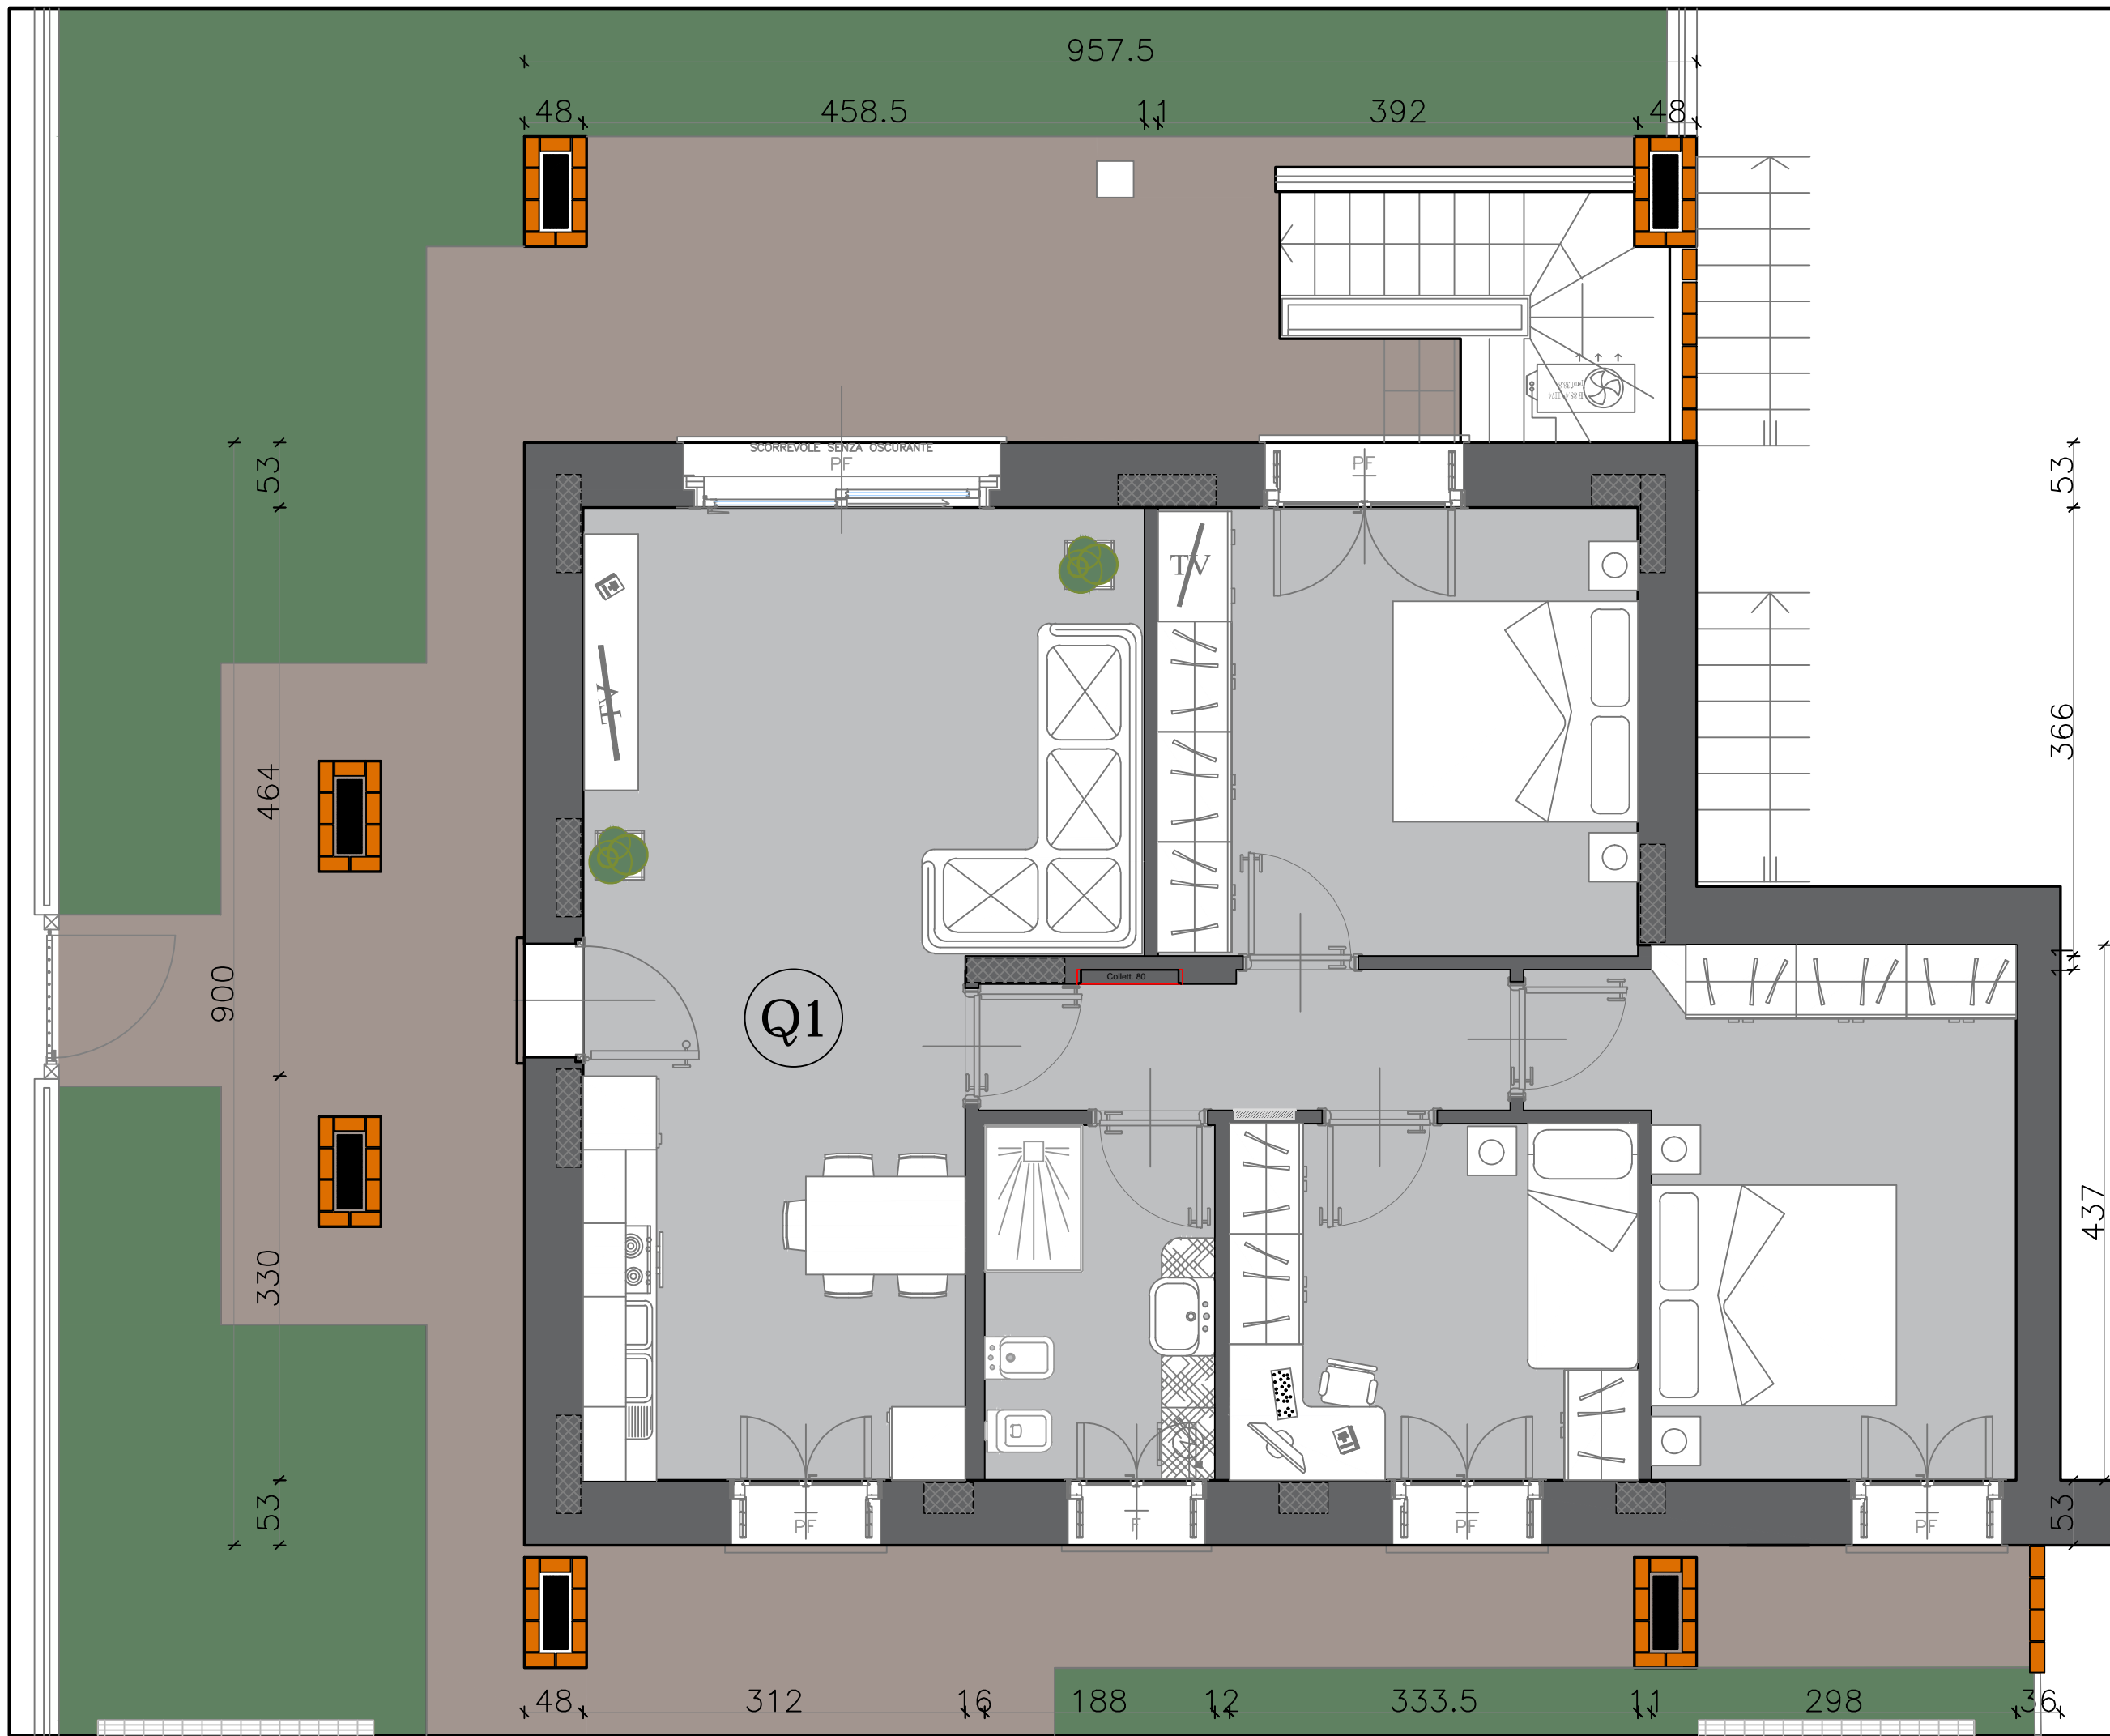 957.5
48 458.5 11 392 48
SCORREVOLE SENZA OSCURANTE
PF
PF
53
53
TV
TV
464
366
900
Q1
Collett. 80
11
437
330
53
53
PF
F
PF
PF
48 312 16 188 12 333.5 11 298 36